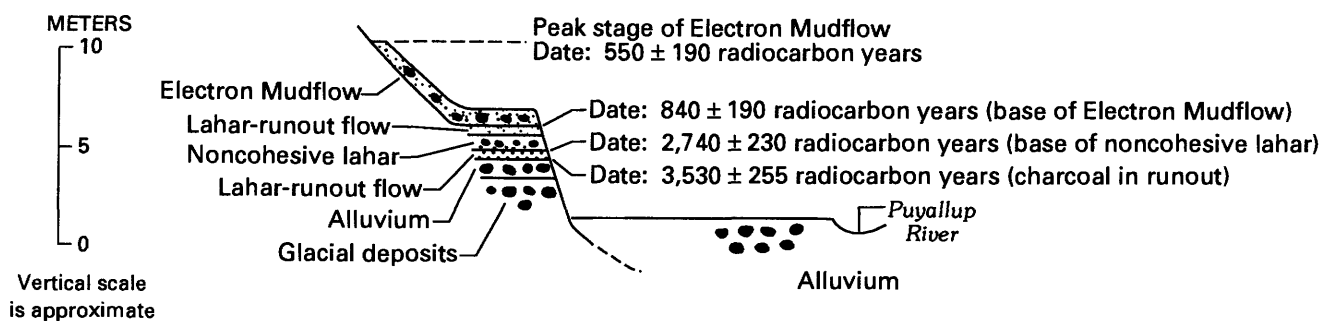 METERS
10
5
0
Vertical scale
is approximate
Peak stage of Electron Mudflow
Date: 550 ± 190 radiocarbon years
Electron Mudflow
Lahar-runout flow
Noncohesive lahar
Lahar-runout flow
Alluvium
Glacial deposits
Date: 840 ± 190 radiocarbon years (base of Electron Mudflow)
Date: 2,740 ± 230 radiocarbon years (base of noncohesive lahar)
Date: 3,530 ± 255 radiocarbon years (charcoal in runout)
Puyallup
River
Alluvium